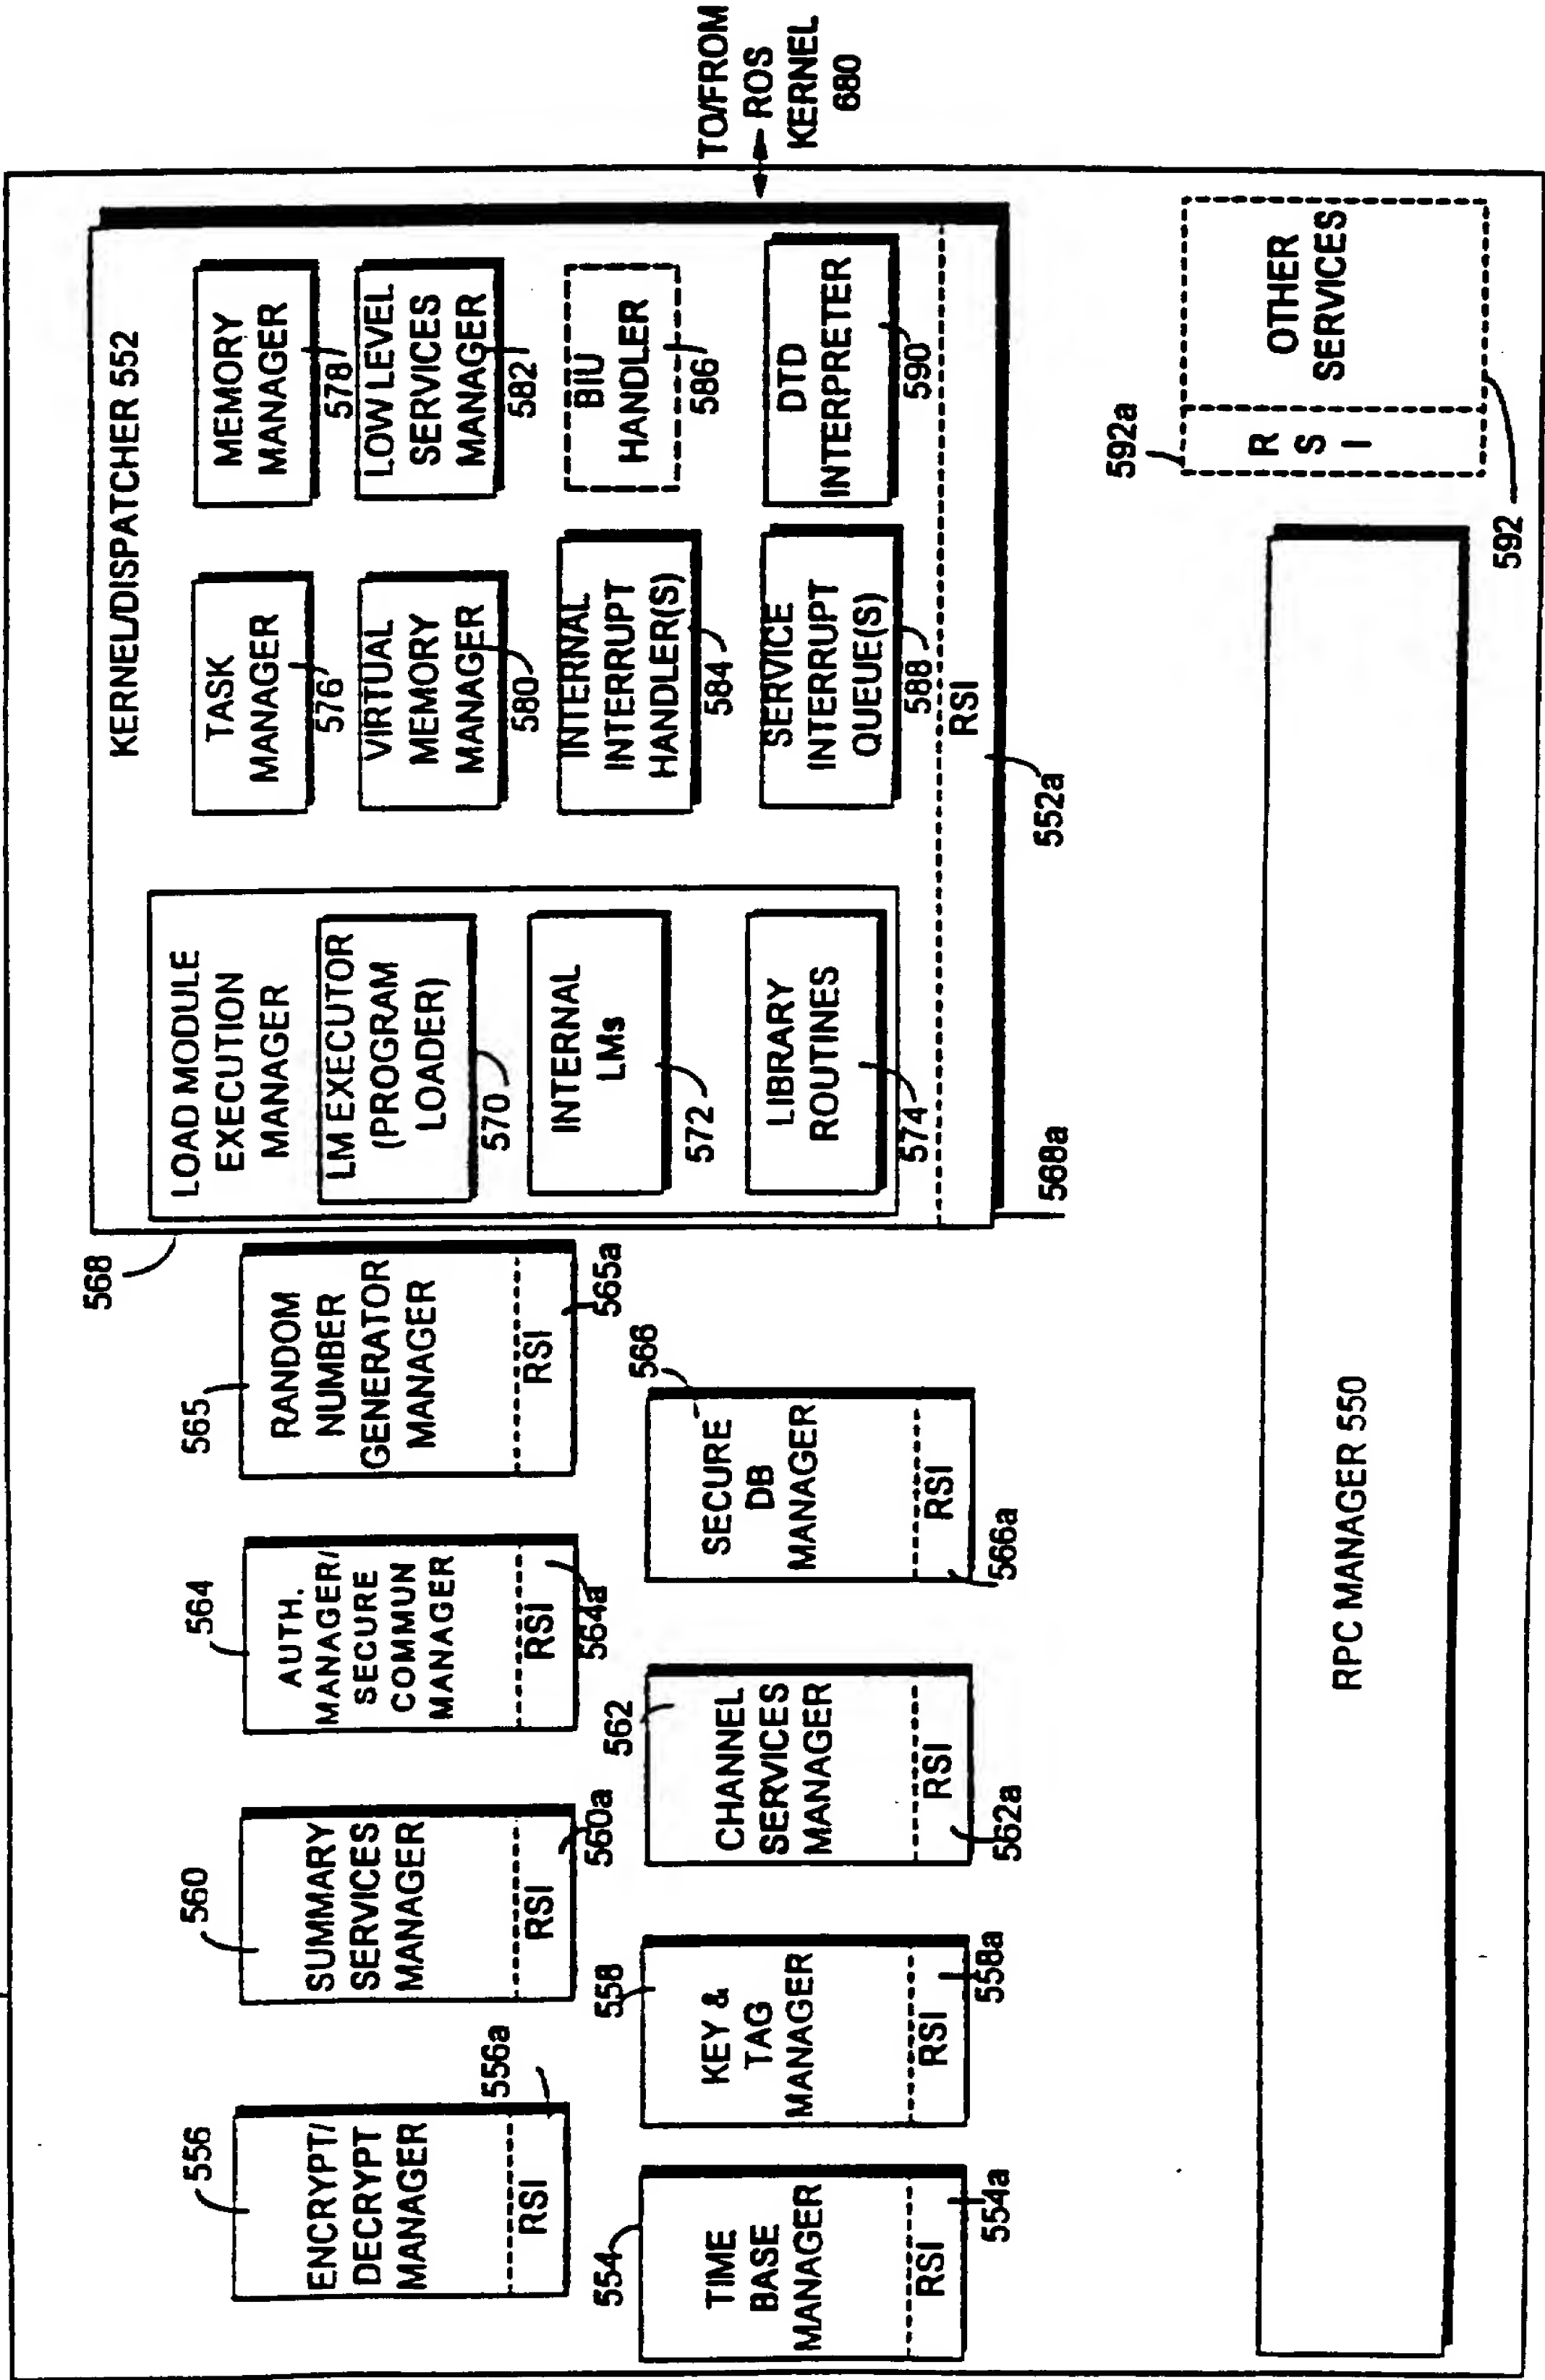 KERNEL/DISPATCHER 552
568
LOAD MODULE
EXECUTION
MANAGER
LM EXECUTOR
(PROGRAM
LOADER)
570
INTERNAL
LMs
572
LIBRARY
ROUTINES
574
568a
TASK
MANAGER
576
MEMORY
MANAGER
578
VIRTUAL
MEMORY
MANAGER
580
LOW LEVEL
SERVICES
MANAGER
582
INTERNAL
INTERRUPT
HANDLER(S)
584
BIU
HANDLER
586
SERVICE
INTERRUPT
QUEUE(S)
588
DTD
INTERPRETER
590
RSI
552a
TO/FROM
ROS
KERNEL
680
556
ENCRYPT/
DECRYPT
MANAGER
RSI
556a
560
SUMMARY
SERVICES
MANAGER
RSI
560a
564
AUTH.
MANAGER/
SECURE
COMMUN
MANAGER
RSI
564a
565
RANDOM
NUMBER
GENERATOR
MANAGER
RSI
565a
554
TIME
BASE
MANAGER
RSI
554a
558
KEY &
TAG
MANAGER
RSI
558a
562
CHANNEL
SERVICES
MANAGER
RSI
562a
566
SECURE
DB
MANAGER
RSI
566a
RPC MANAGER 550
592a
R
S
I
OTHER
SERVICES
592